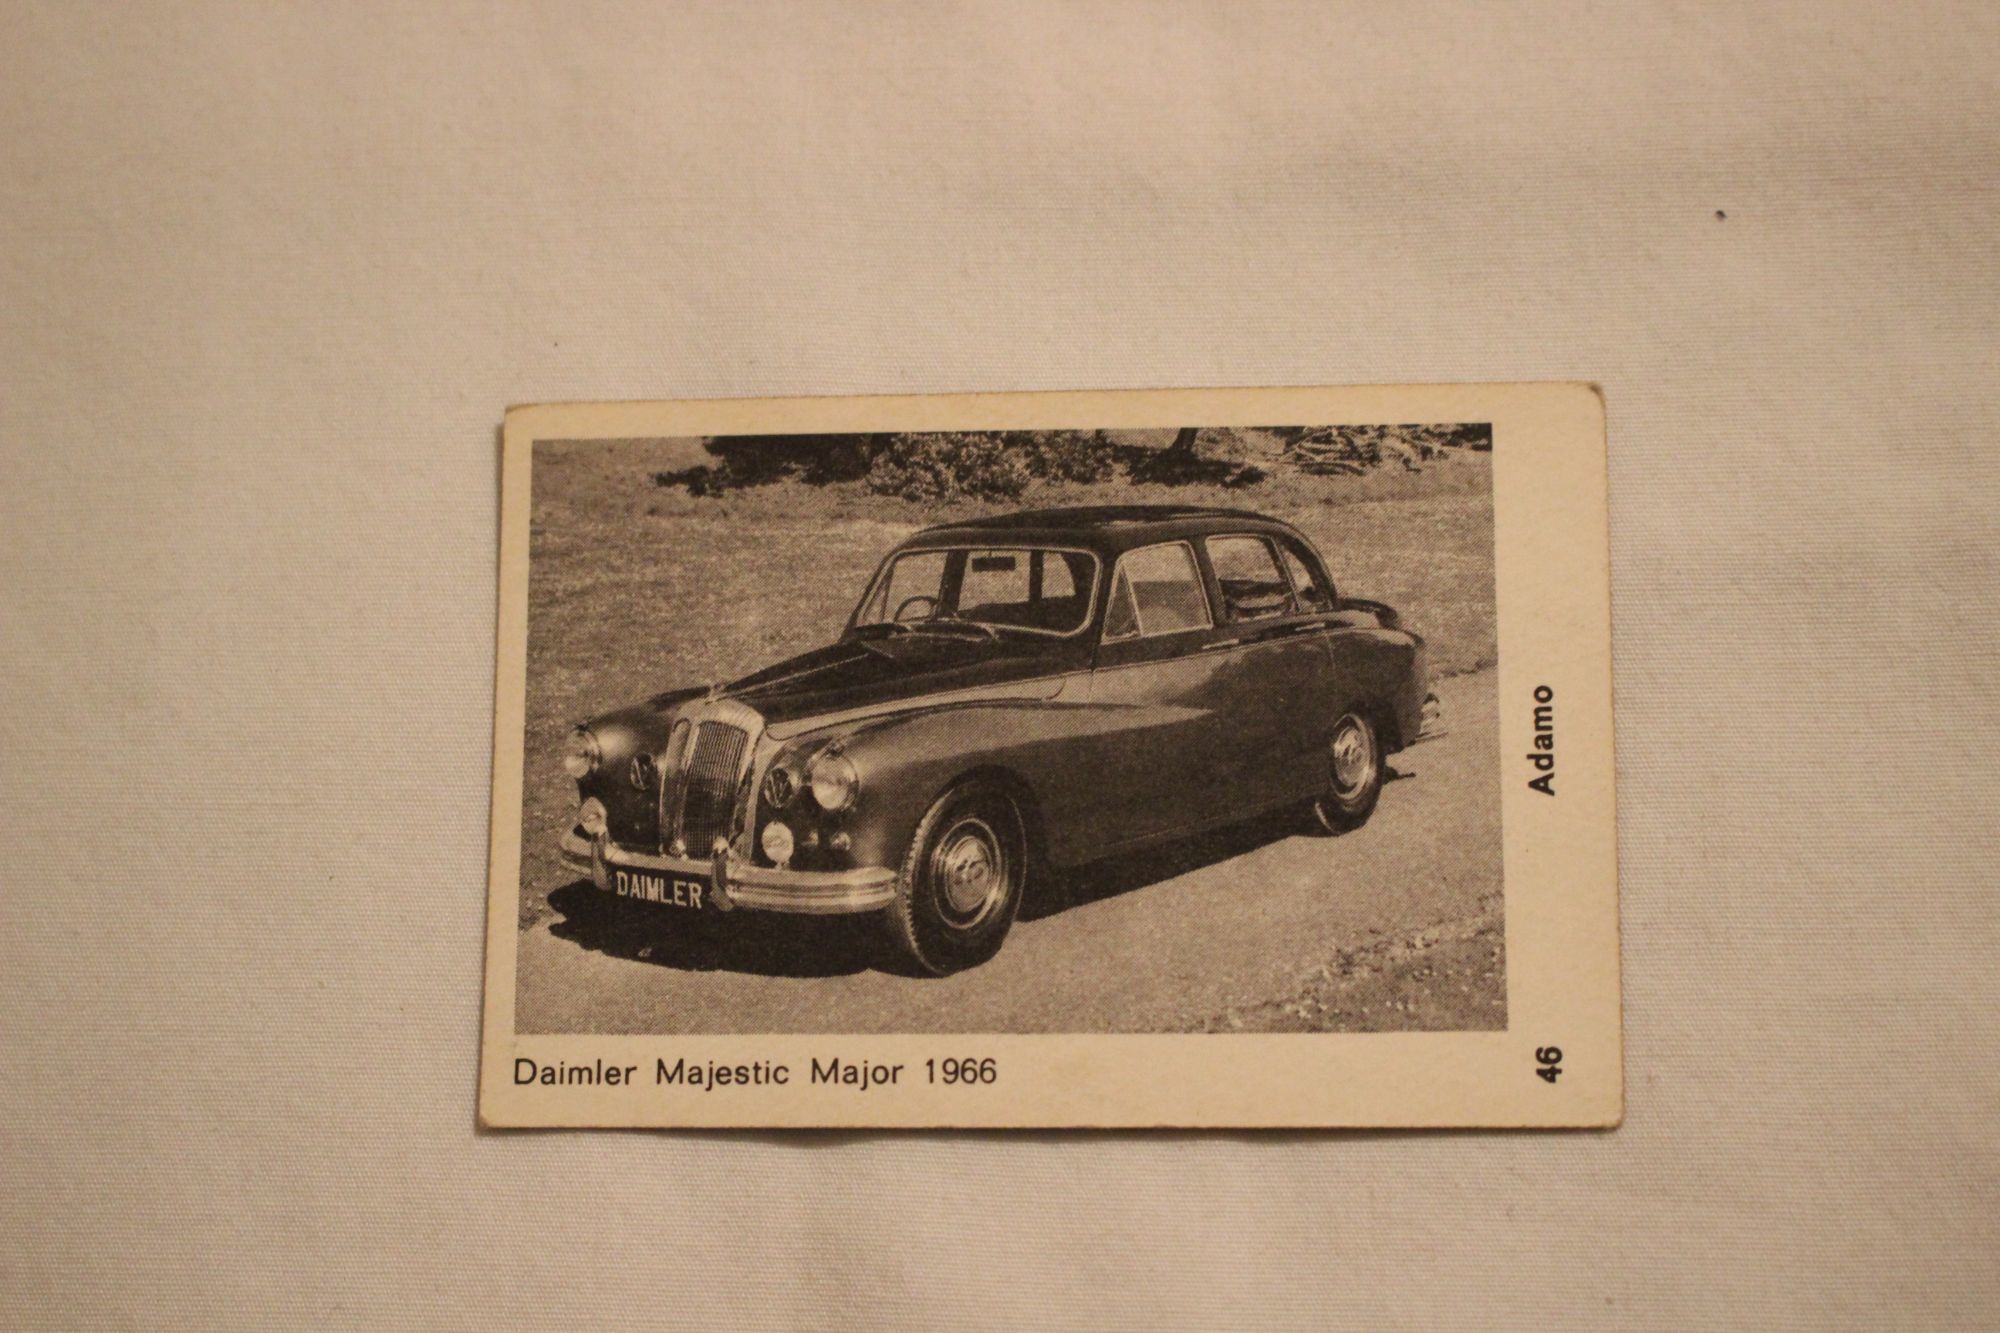 DAIMLER
Daimler Majestic Major 1966
Adamo
46